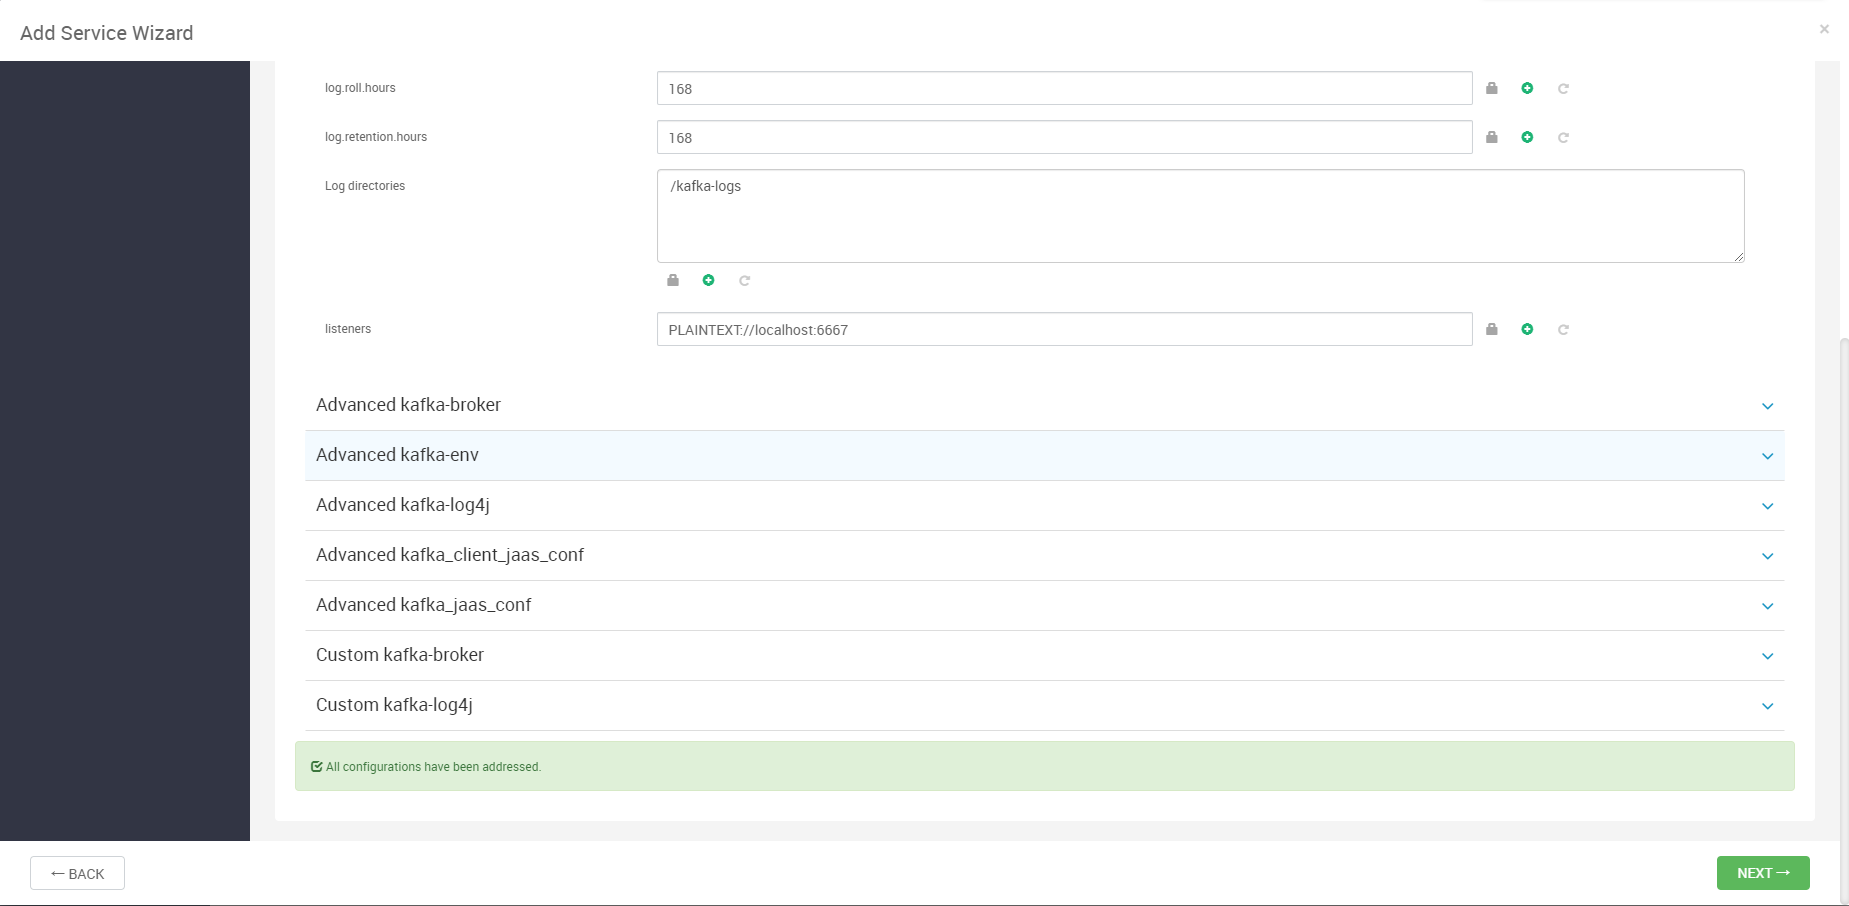 Add Service Wizard
×
log.roll.hours
168
log.retention.hours
168
Log directories
/kafka-logs
listeners
PLAINTEXT://localhost:6667
Advanced kafka-broker
Advanced kafka-env
Advanced kafka-log4j
Advanced kafka_client_jaas_conf
Advanced kafka_jaas_conf
Custom kafka-broker
Custom kafka-log4j
All configurations have been addressed.
← BACK
NEXT →